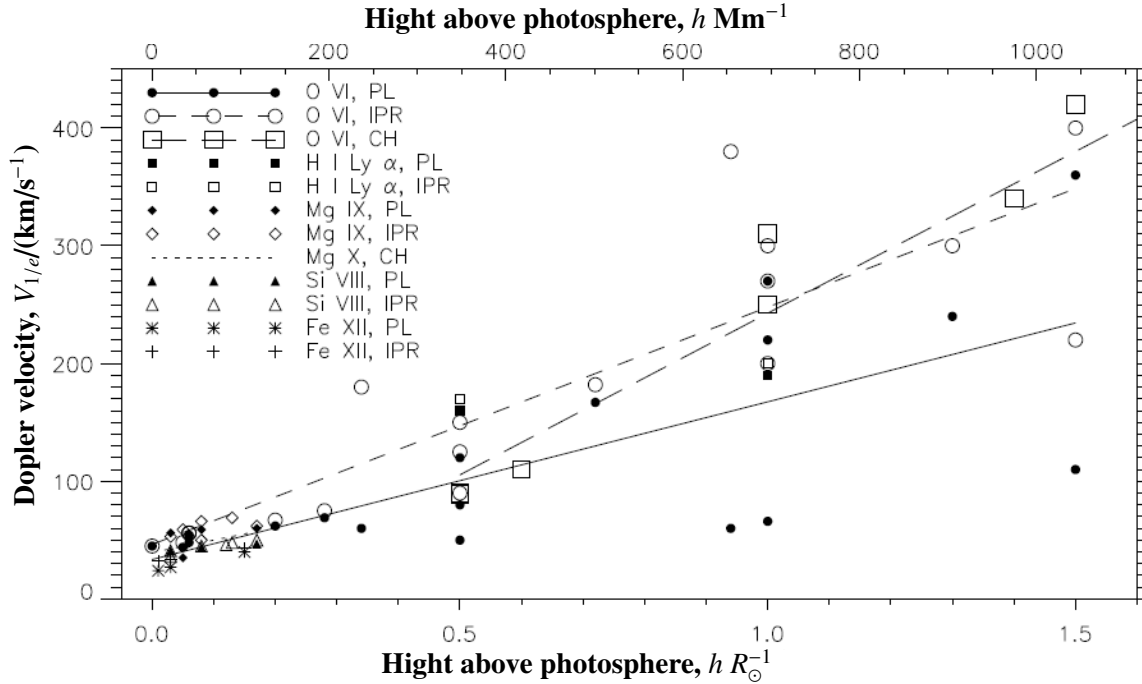 Hight above photosphere, h Mm⁻¹
0 200 400 600 800 1000
Dopler velocity, V₁/ₑ/(km/s⁻¹)
400
300
200
100
0
O VI, PL
O VI, IPR
O VI, CH
H I Ly α, PL
H I Ly α, IPR
Mg IX, PL
Mg IX, IPR
Mg X, CH
Si VIII, PL
Si VIII, IPR
Fe XII, PL
Fe XII, IPR
0.0 0.5 1.0 1.5
Hight above photosphere, h R⊙⁻¹